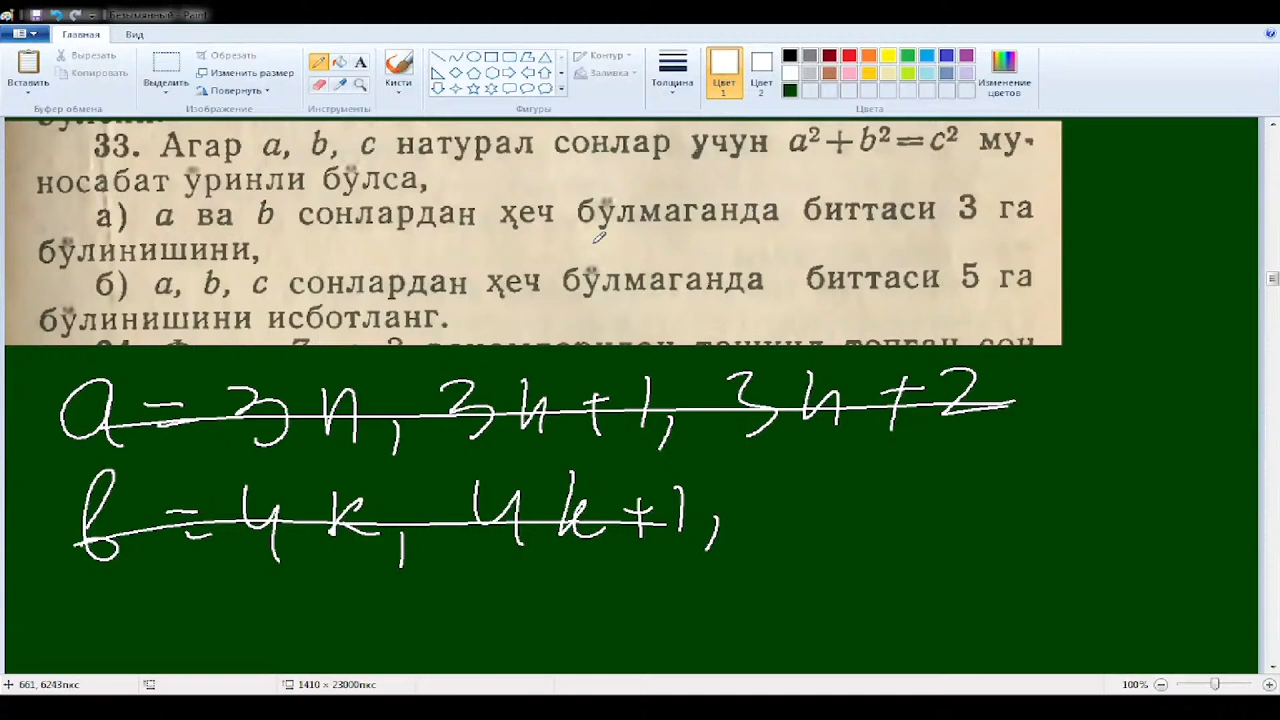 Безымянный - Paint
Главная
Вид
Вставить
Вырезать
Копировать
Буфер обмена
Выделить
Обрезать
Изменить размер
Повернуть
Изображение
Инструменты
Кисти
Контур
Заливка
Фигуры
Толщина
Цвет 1
Цвет 2
Цвета
Изменение цветов
33. Агар a, b, c натурал сонлар учун a²+b²=c² му-
носабат ўринли бўлса,
а) a ва b сонлардан ҳеч бўлмаганда биттаси 3 га
бўлинишини,
б) a, b, c сонлардан ҳеч бўлмаганда биттаси 5 га
бўлинишини исботланг.
a = 3n, 3n+1, 3n+2
b = 4k, 4k+1,
661, 6243пкс
1410 × 23000пкс
100%